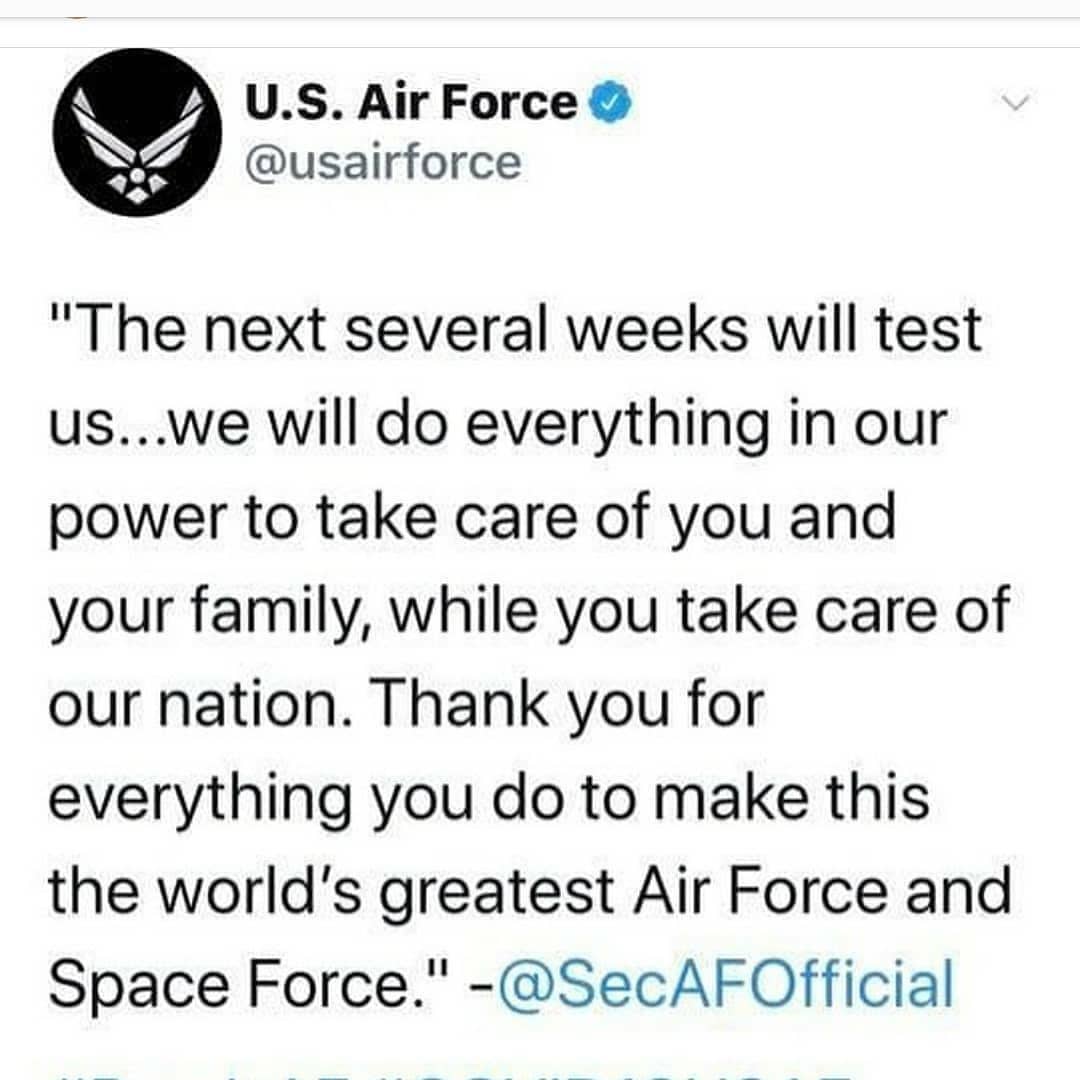 U.S. Air Force
@usairforce
"The next several weeks will test
us...we will do everything in our
power to take care of you and
your family, while you take care of
our nation. Thank you for
everything you do to make this
the world's greatest Air Force and
Space Force." -@SecAFOfficial